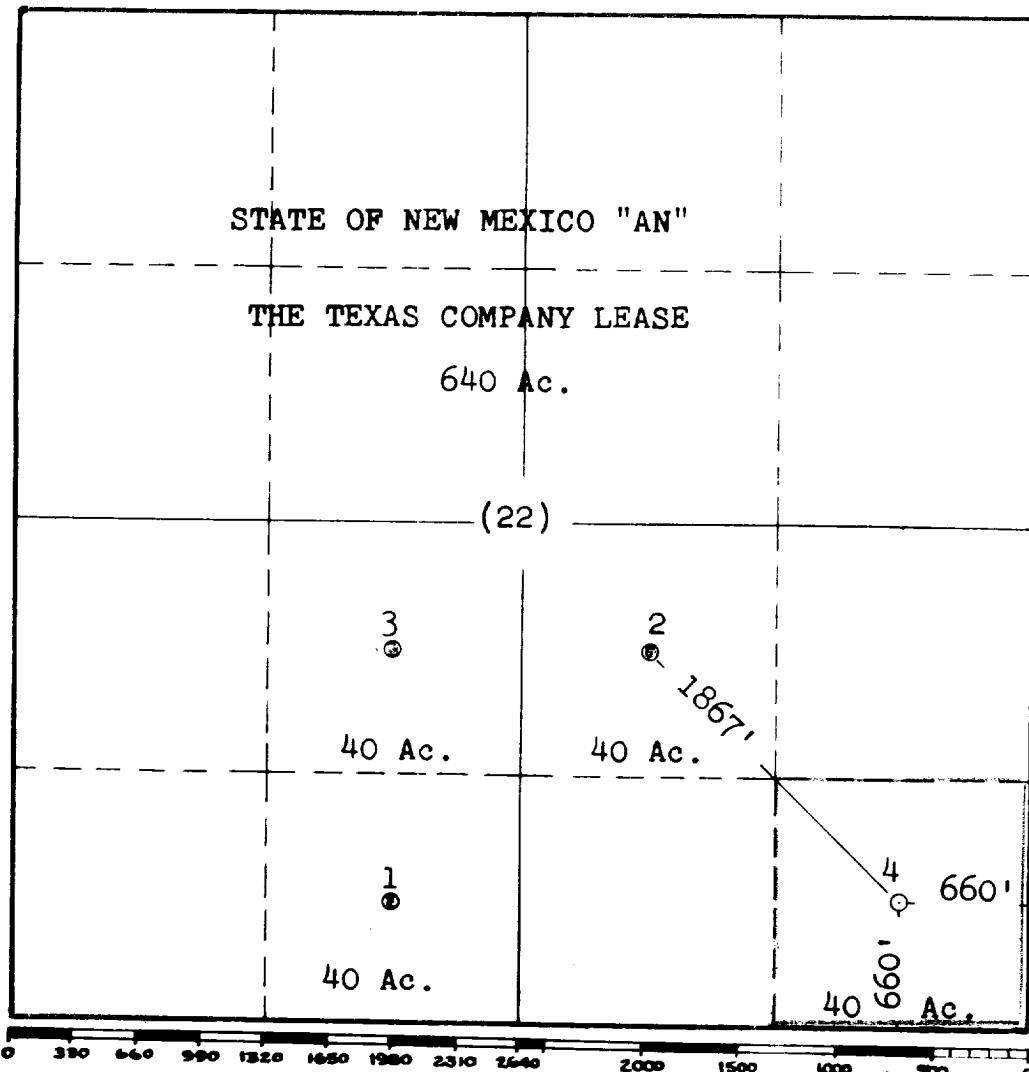 STATE OF NEW MEXICO "AN"
THE TEXAS COMPANY LEASE
640 Ac.
(22)
3
2
1867'
40 Ac.
40 Ac.
1
4
660'
660'
40 Ac.
40 Ac.
0 330 660 990 1320 1650 1980 2310 2640 2000 1500 1000 500